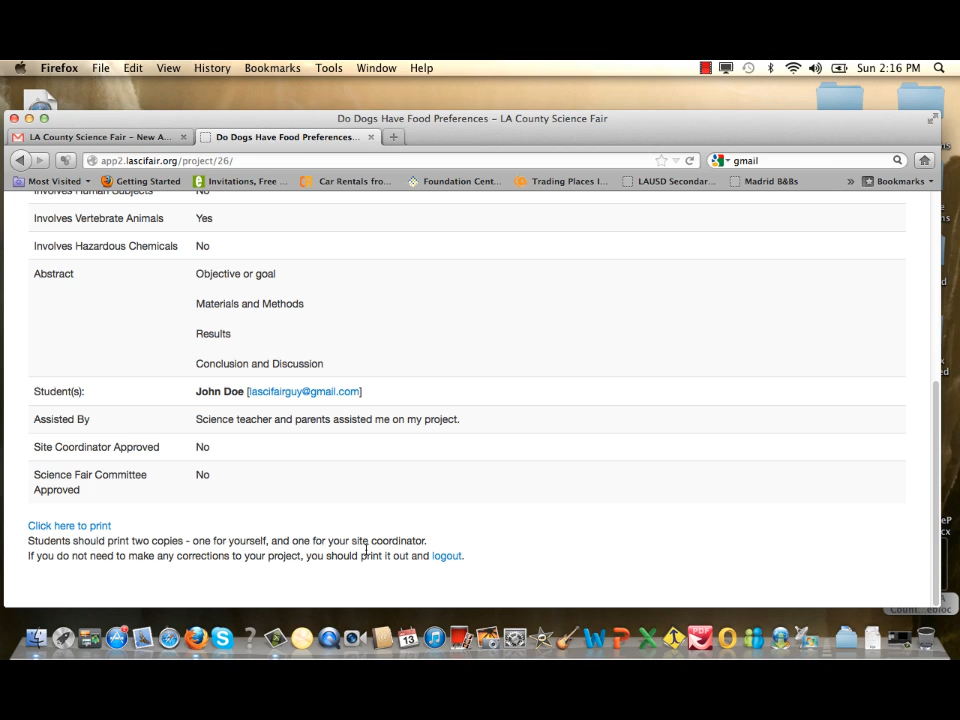 Firefox File Edit View History Bookmarks Tools Window Help Sun 2:16 PM
Do Dogs Have Food Preferences – LA County Science Fair
LA County Science Fair – New A... Do Dogs Have Food Preferences...
app2.lascifair.org/project/26/ gmail
Most Visited Getting Started Invitations, Free ... Car Rentals fro... Foundation Cent... Trading Places I... LAUSD Secondar... Madrid B&Bs » Bookmarks
Involves Human Subjects No
Involves Vertebrate Animals Yes
Involves Hazardous Chemicals No
Abstract Objective or goal
Materials and Methods
Results
Conclusion and Discussion
Student(s): John Doe [lascifairguy@gmail.com]
Assisted By Science teacher and parents assisted me on my project.
Site Coordinator Approved No
Science Fair Committee No
Approved
Click here to print
Students should print two copies - one for yourself, and one for your site coordinator.
If you do not need to make any corrections to your project, you should print it out and logout.